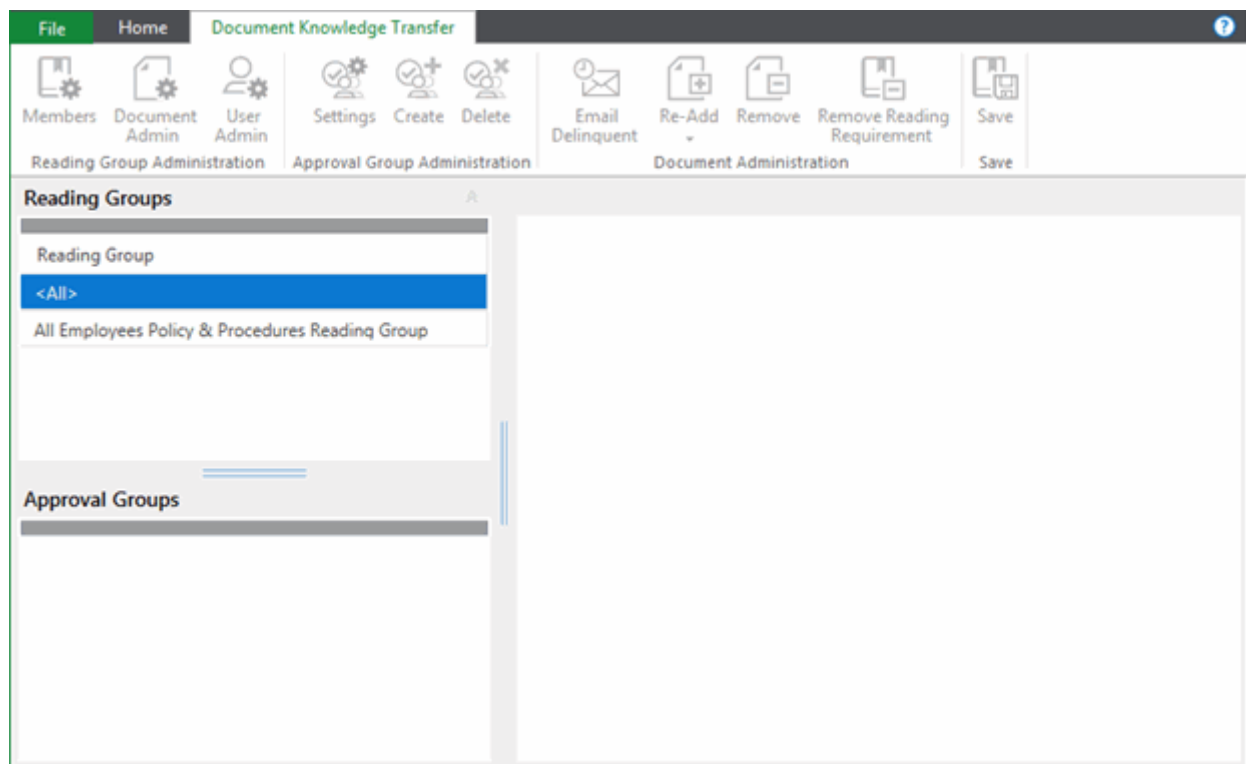 File Home Document Knowledge Transfer ?
Members Document Admin User Admin Settings Create Delete Email Delinquent Re-Add Remove Remove Reading Requirement Save
Reading Group Administration Approval Group Administration Document Administration Save
Reading Groups
Reading Group
<All>
All Employees Policy & Procedures Reading Group
Approval Groups